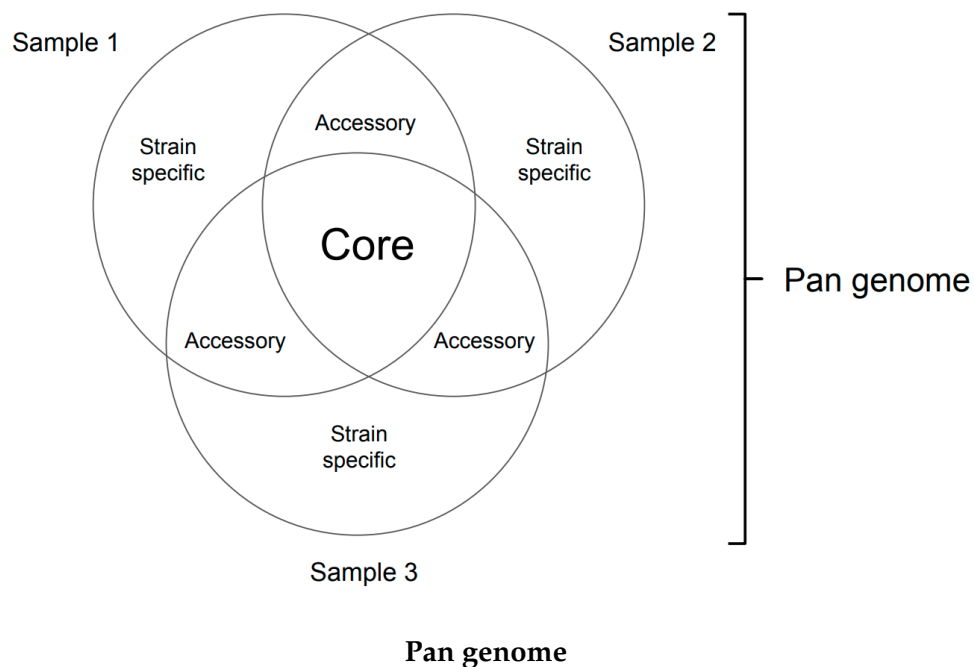 Sample 1
Sample 2
Accessory
Strain
specific
Strain
specific
Core
Pan genome
Accessory
Accessory
Strain
specific
Sample 3
Pan genome